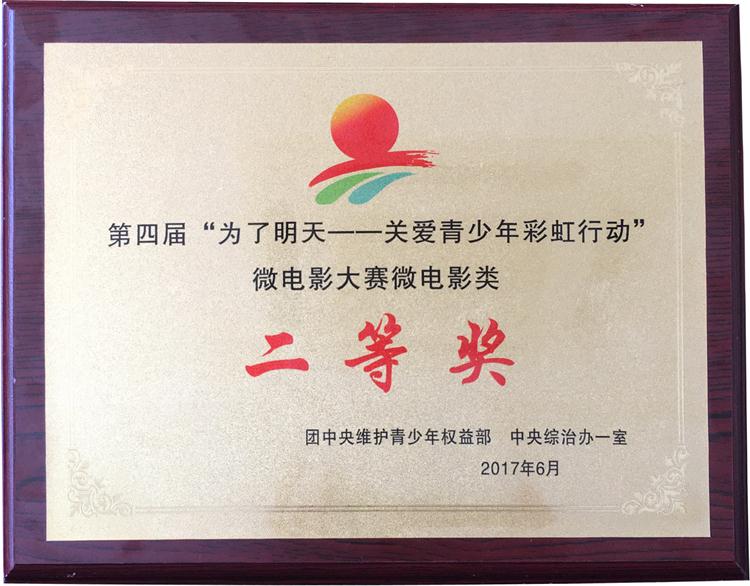 第四届“为了明天——关爱青少年彩虹行动”
微电影大赛微电影类
二等奖
团中央维护青少年权益部 中央综治办一室
2017年6月